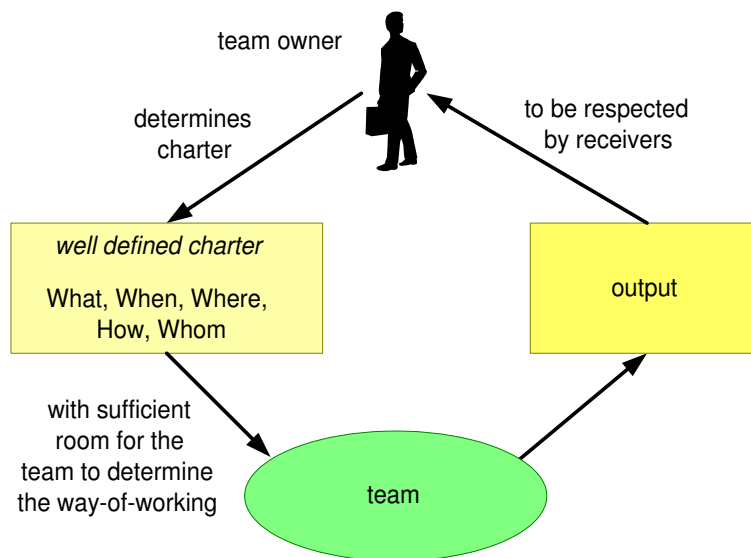 team owner
determines
charter
to be respected
by receivers
well defined charter
What, When, Where,
How, Whom
output
with sufficient
room for the
team to determine
the way-of-working
team